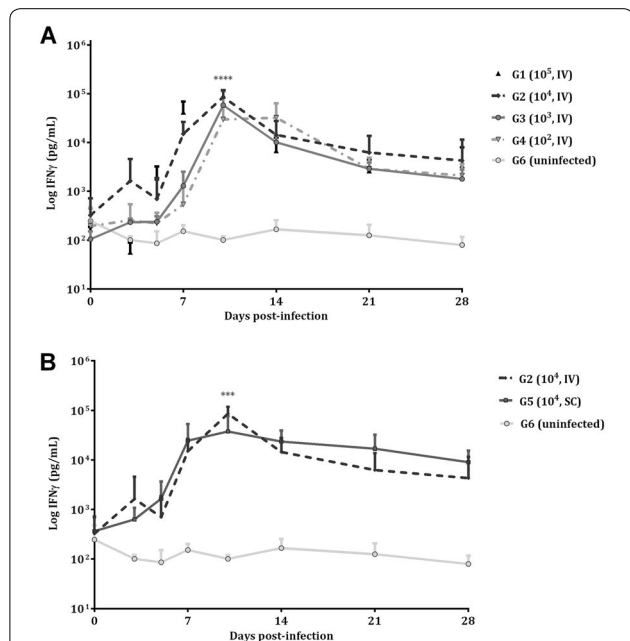 A
10⁶
10⁵
10⁴
10³
10²
10¹
Log IFNγ (pg/mL)
****
0
7
14
21
28
Days post-infection
G1 (10⁵, IV)
G2 (10⁴, IV)
G3 (10³, IV)
G4 (10², IV)
G6 (uninfected)
B
10⁶
10⁵
10⁴
10³
10²
10¹
Log IFNγ (pg/mL)
***
0
7
14
21
28
Days post-infection
G2 (10⁴, IV)
G5 (10⁴, SC)
G6 (uninfected)